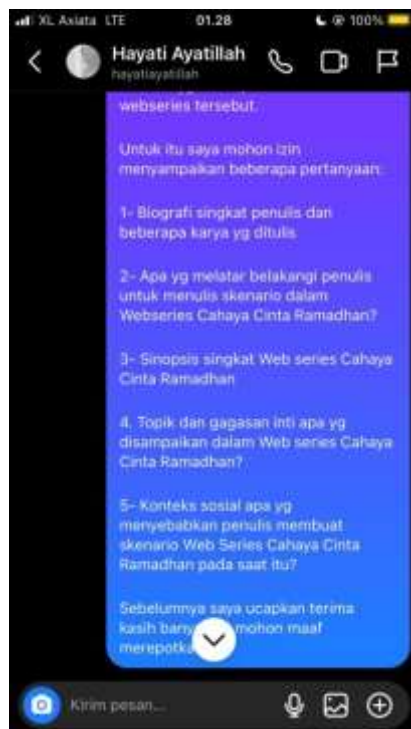 XL Axiata LTE 01.28 100%
Hayati Ayatillah
hayatiayatillah
webseries tersebut.
Untuk itu saya mohon izin
menyampaikan beberapa pertanyaan:
1- Biografi singkat penulis dan
beberapa karya yg ditulis
2- Apa yg melatar belakangi penulis
untuk menulis skenario dalam
Webseries Cahaya Cinta Ramadhan?
3- Sinopsis singkat Web series Cahaya
Cinta Ramadhan
4. Topik dan gagasan inti apa yg
disampaikan dalam Web series Cahaya
Cinta Ramadhan?
5- Konteks sosial apa yg
menyebabkan penulis membuat
skenario Web Series Cahaya Cinta
Ramadhan pada saat itu?
Sebelumnya saya ucapkan terima
kasih mohon maaf
Kirim pesan...